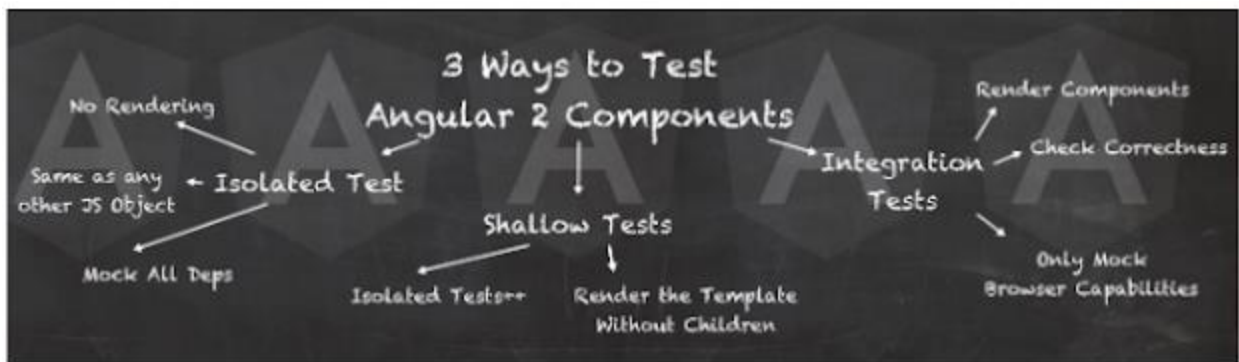 3 Ways to Test
Angular 2 Components
No Rendering
Isolated Test
Same as any
other JS Object
Mock All Deps
Shallow Tests
Isolated Tests++
Render the Template
Without Children
Integration
Tests
Render Components
Check Correctness
Only Mock
Browser Capabilities